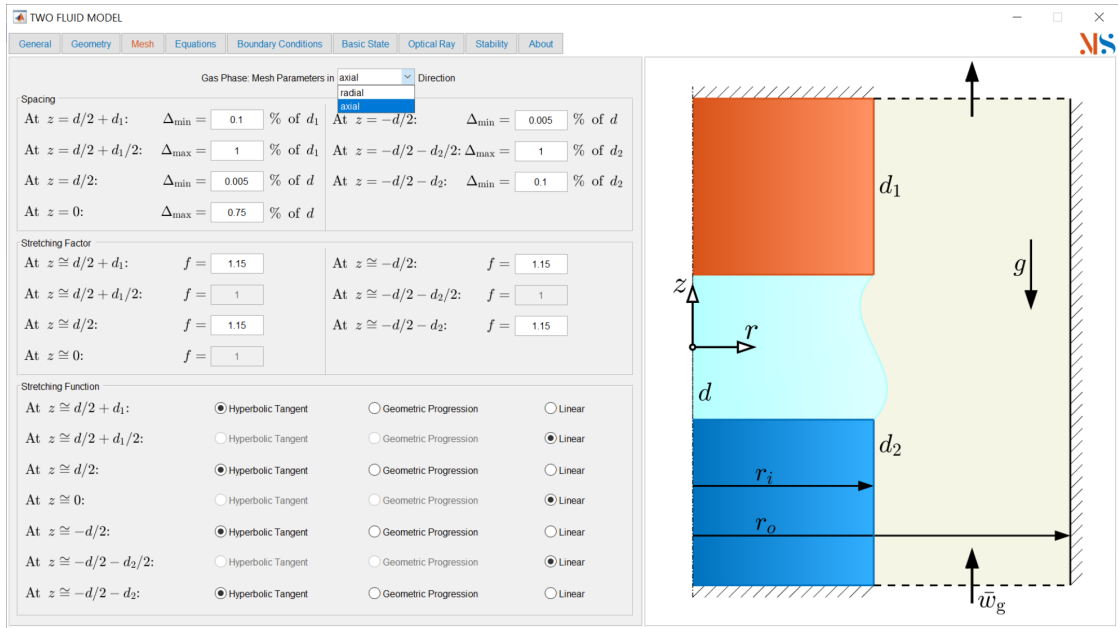 TWO FLUID MODEL
General Geometry Mesh Equations Boundary Conditions Basic State Optical Ray Stability About
MS
Gas Phase: Mesh Parameters in axial Direction
radial
axial
Spacing
At z = d/2 + d₁: Δmin = 0.1 % of d₁ At z = −d/2: Δmin = 0.005 % of d
At z = d/2 + d₁/2: Δmax = 1 % of d₁ At z = −d/2 − d₂/2: Δmax = 1 % of d₂
At z = d/2: Δmin = 0.005 % of d At z = −d/2 − d₂: Δmin = 0.1 % of d₂
At z = 0: Δmax = 0.75 % of d
Stretching Factor
At z ≅ d/2 + d₁: f = 1.15 At z ≅ −d/2: f = 1.15
At z ≅ d/2 + d₁/2: f = 1 At z ≅ −d/2 − d₂/2: f = 1
At z ≅ d/2: f = 1.15 At z ≅ −d/2 − d₂: f = 1.15
At z ≅ 0: f = 1
Stretching Function
At z ≅ d/2 + d₁: Hyperbolic Tangent Geometric Progression Linear
At z ≅ d/2 + d₁/2: Hyperbolic Tangent Geometric Progression Linear
At z ≅ d/2: Hyperbolic Tangent Geometric Progression Linear
At z ≅ 0: Hyperbolic Tangent Geometric Progression Linear
At z ≅ −d/2: Hyperbolic Tangent Geometric Progression Linear
At z ≅ −d/2 − d₂/2: Hyperbolic Tangent Geometric Progression Linear
At z ≅ −d/2 − d₂: Hyperbolic Tangent Geometric Progression Linear
d₁
g
z
r
d
d₂
rᵢ
rₒ
w̄g